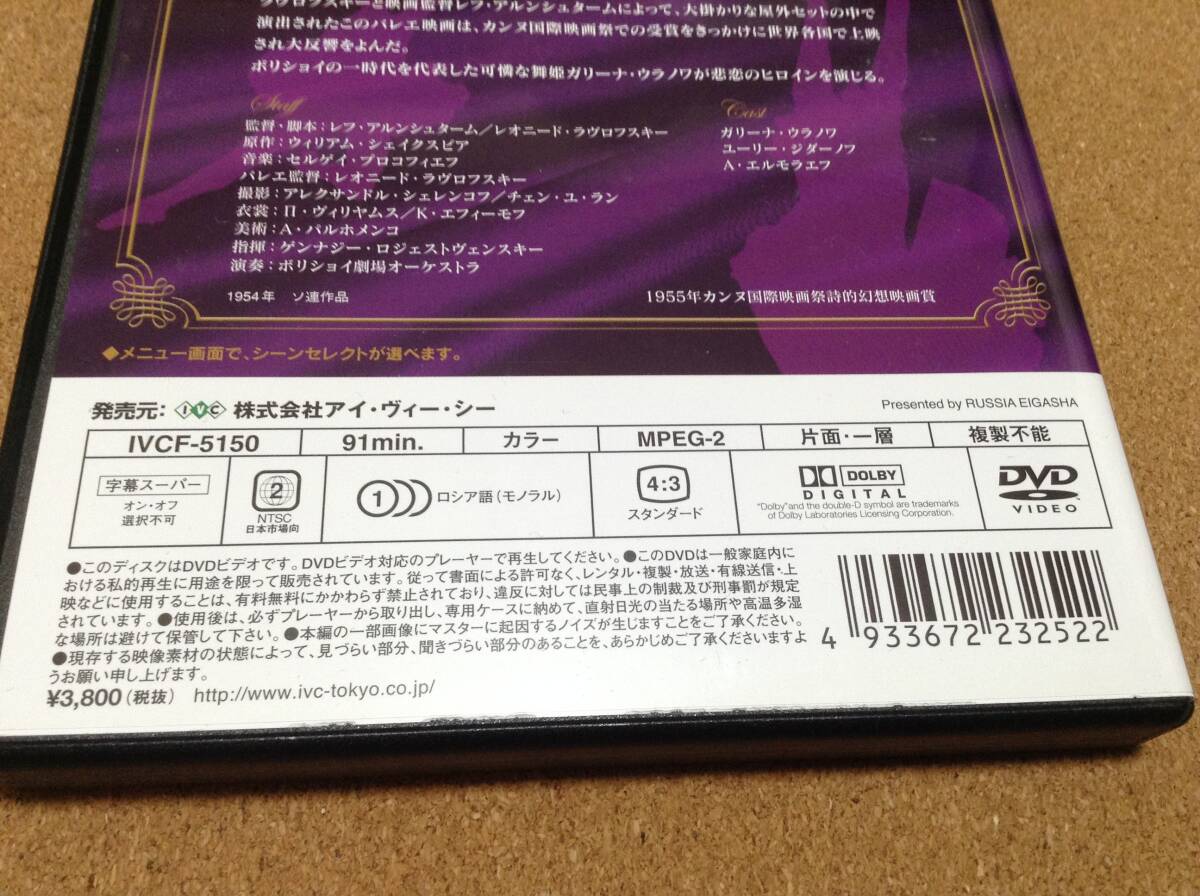 ラヴロフスキーと映画監督レフ・アルンシュタームによって、大掛かりな屋外セットの中で
演出されたこのバレエ映画は、カンヌ国際映画祭での受賞をきっかけに世界各国で上映
され大反響をよんだ。
ボリショイの一時代を代表した可憐な舞姫ガリーナ・ウラノワが悲恋のヒロインを演じる。
Staff
監督・脚本：レフ・アルンシュターム／レオニード・ラヴロフスキー
原作：ウィリアム・シェイクスピア
音楽：セルゲイ・プロコフィエフ
バレエ監督：レオニード・ラヴロフスキー
撮影：アレクサンドル・シェレンコフ／チェン・ユ・ラン
衣裳：П・ヴィリヤムス／K・エフィーモフ
美術：A・パルホメンコ
指揮：ゲンナジー・ロジェストヴェンスキー
演奏：ボリショイ劇場オーケストラ
Cast
ガリーナ・ウラノワ
ユーリー・ジダーノフ
A・エルモラエフ
1954年 ソ連作品
1955年カンヌ国際映画祭詩的幻想映画賞
◆メニュー画面で、シーンセレクトが選べます。
発売元： IVC 株式会社アイ・ヴィー・シー
Presented by RUSSIA EIGASHA
IVCF-5150 91min. カラー MPEG-2 片面・一層 複製不能
字幕スーパー
オン・オフ
選択不可
2
NTSC
日本市場向
1 ロシア語（モノラル）
4:3
スタンダード
DOLBY
DIGITAL
"Dolby"and the double-D symbol are trademarks
of Dolby Laboratories Licensing Corporation.
DVD
VIDEO
●このディスクはDVDビデオです。DVDビデオ対応のプレーヤーで再生してください。●このDVDは一般家庭内に
おける私的再生に用途を限って販売されています。従って書面による許可なく、レンタル・複製・放送・有線送信・上
映などに使用することは、有料無料にかかわらず禁止されており、違反に対しては民事上の制裁及び刑事罰が規定
されています。●使用後は、必ずプレーヤーから取り出し、専用ケースに納めて、直射日光の当たる場所や高温多湿
な場所は避けて保管して下さい。●本編の一部画像にマスターに起因するノイズが生じますことをご了承ください。
●現存する映像素材の状態によって、見づらい部分、聞きづらい部分のあることを、あらかじめご了承くださいますよ
うお願い申し上げます。
¥3,800（税抜） http://www.ivc-tokyo.co.jp/
4 933672 232522